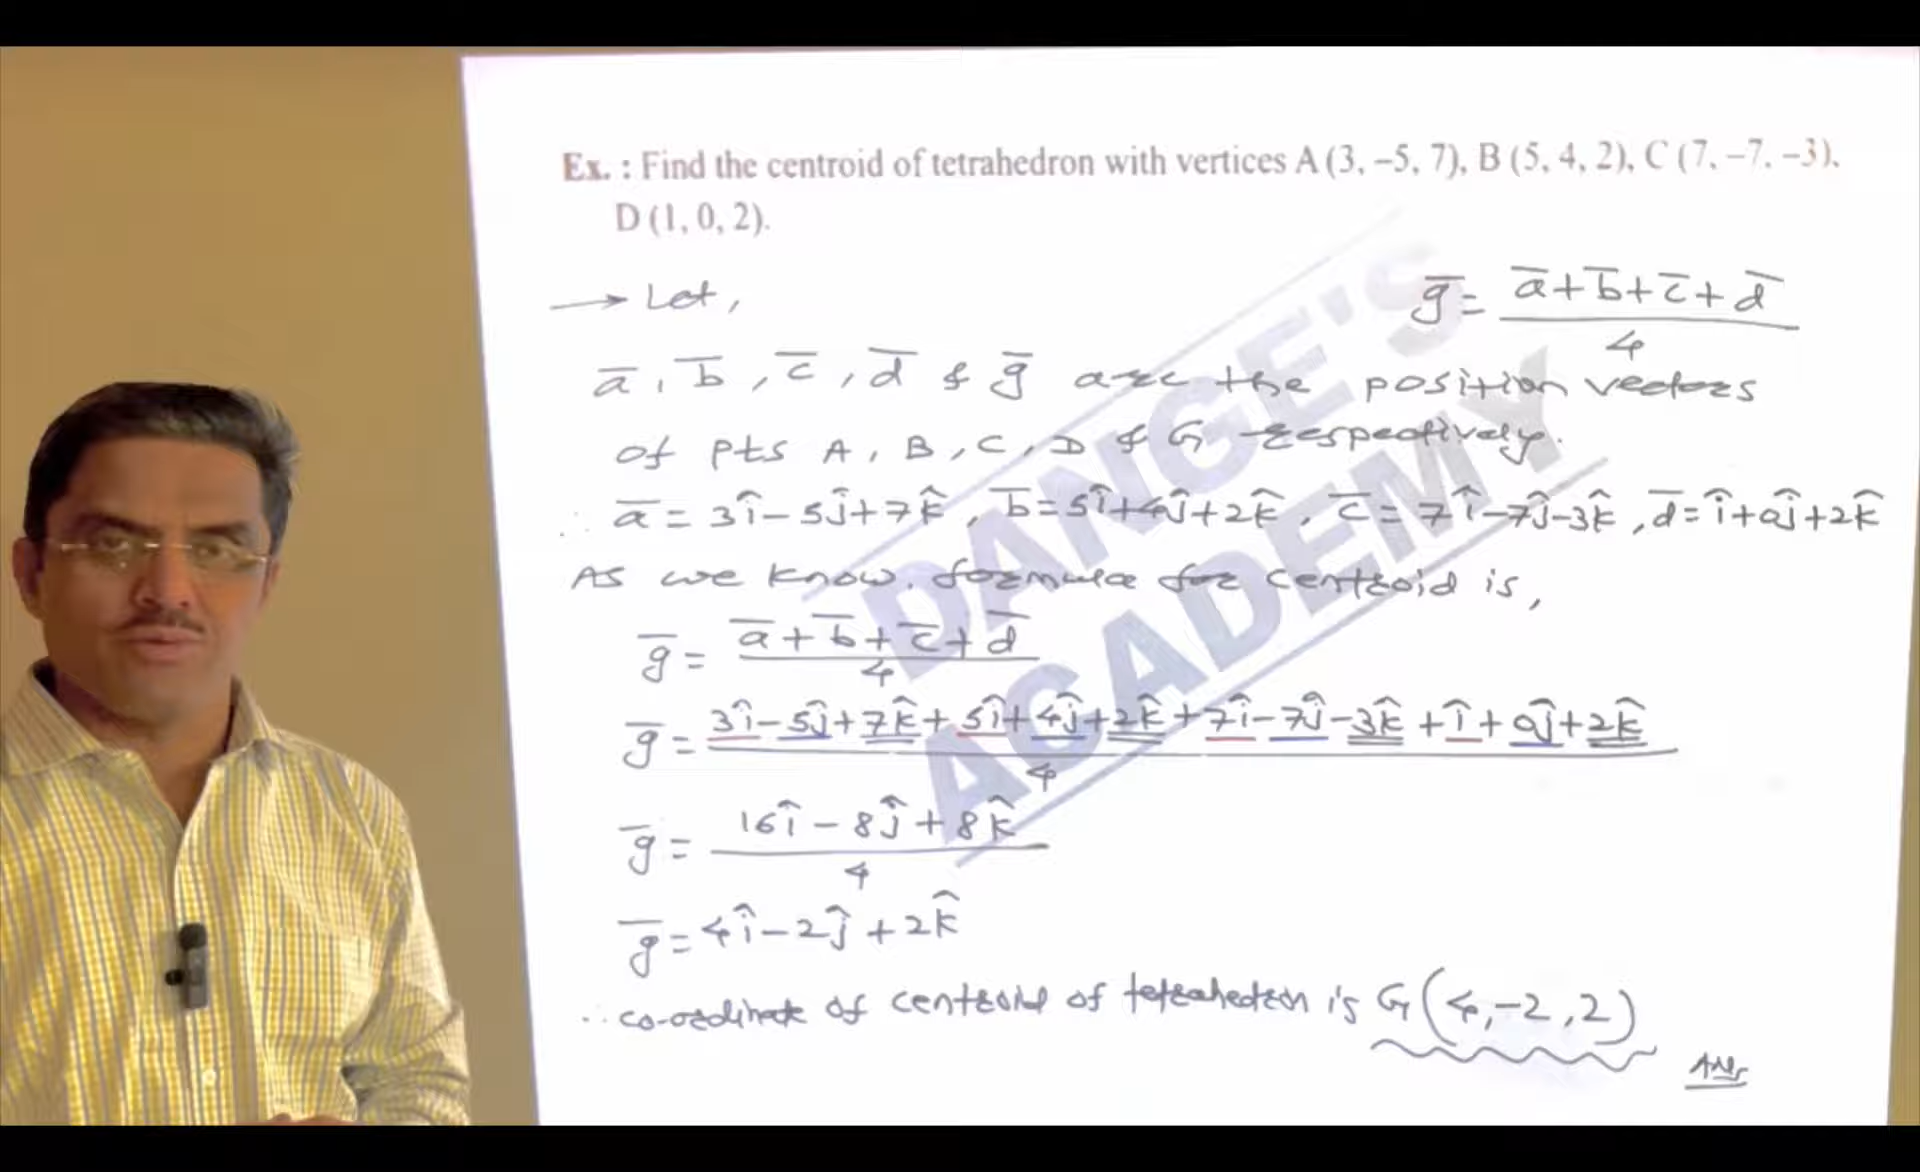 Ex. : Find the centroid of tetrahedron with vertices A (3, −5, 7), B (5, 4, 2), C (7, −7, −3),
D (1, 0, 2).
→ Let,
g̅ = (a̅ + b̅ + c̅ + d̅) / 4
a̅, b̅, c̅, d̅ & g̅ are the position vectors
of pts A, B, C, D & G respectively.
∴ a̅ = 3î − 5ĵ + 7k̂, b̅ = 5î + 4ĵ + 2k̂, c̅ = 7î − 7ĵ − 3k̂, d̅ = î + 0ĵ + 2k̂
As we know. formula for centroid is,
g̅ = (a̅ + b̅ + c̅ + d̅) / 4
g̅ = (3î − 5ĵ + 7k̂ + 5î + 4ĵ + 2k̂ + 7î − 7ĵ − 3k̂ + î + 0ĵ + 2k̂) / 4
g̅ = (16î − 8ĵ + 8k̂) / 4
g̅ = 4î − 2ĵ + 2k̂
∴ co-ordinate of centroid of tetrahedron is G (4, −2, 2)
Ans
DANGE'S
ACADEMY